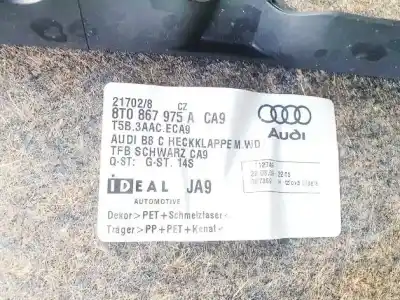 21702/8 CZ
8T0 867 975 A CA9
T5B.3AAC.ECA9
AUDI B8 C HECKKLAPPE M.WD
TFB SCHWARZ CA9
Q-ST: G-ST. 14S
Audi
IDEAL JA9
AUTOMOTIVE
Dekor>PET+Schmelzfaser<
Träger>PP+PET+Kenaf<